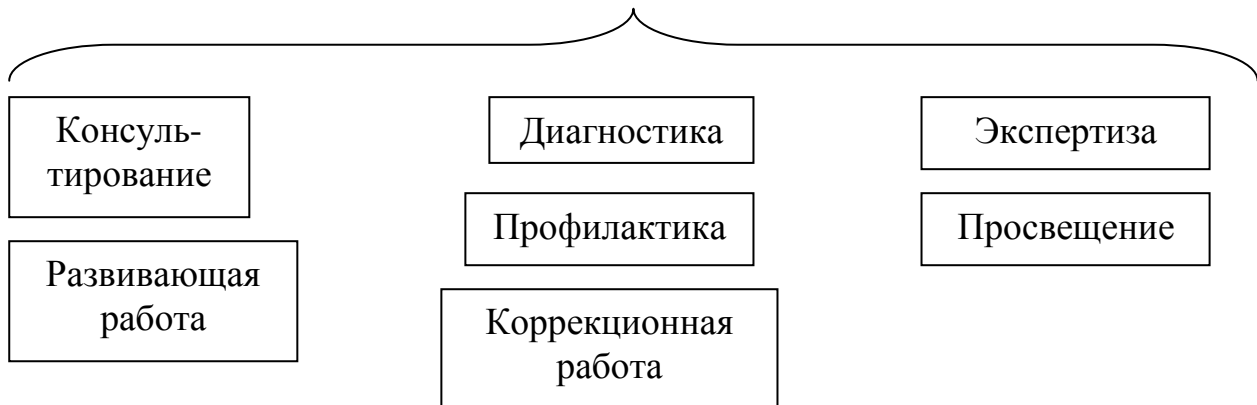 Консуль-
тирование
Диагностика
Экспертиза
Профилактика
Просвещение
Развивающая
работа
Коррекционная
работа